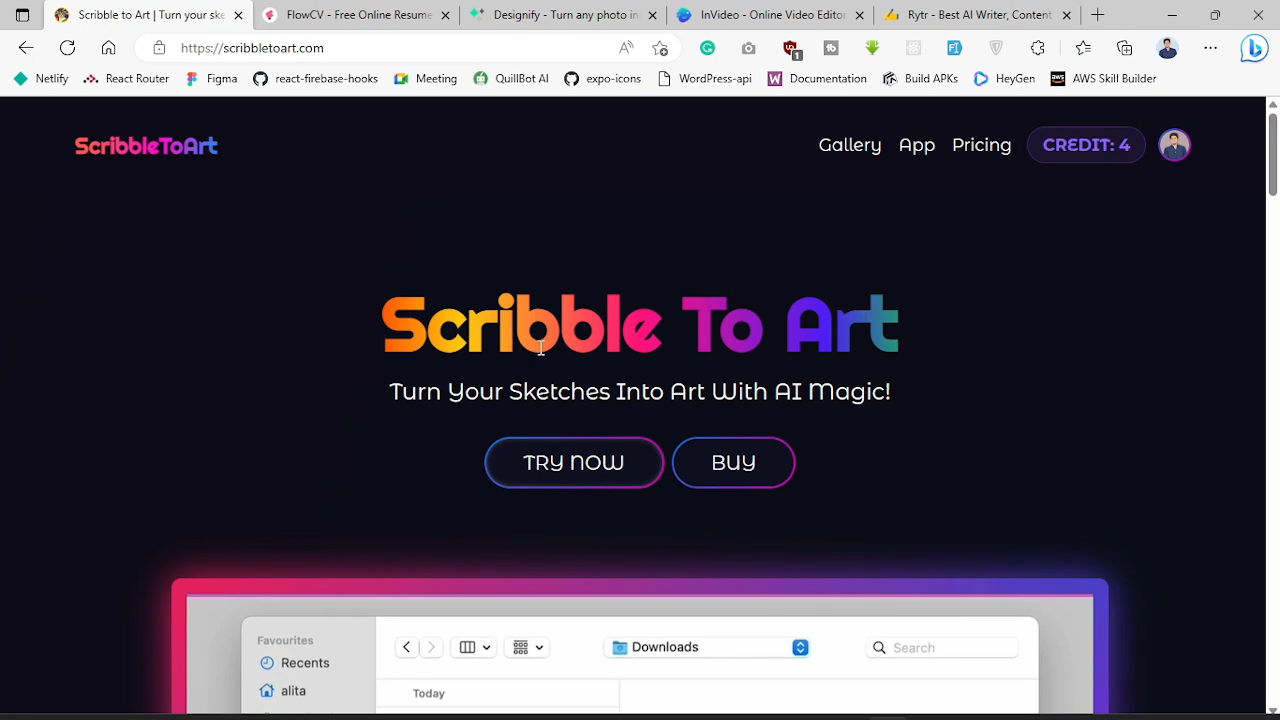 Scribble to Art | Turn your ske
FlowCV - Free Online Resume
Designify - Turn any photo in
InVideo - Online Video Editor
Rytr - Best AI Writer, Content
https://scribbletoart.com
1
Netlify
React Router
Figma
react-firebase-hooks
Meeting
QuillBot AI
expo-icons
WordPress-api
Documentation
Build APKs
HeyGen
AWS Skill Builder
ScribbleToArt
Gallery
App
Pricing
CREDIT: 4
Scribble To Art
Turn Your Sketches Into Art With AI Magic!
TRY NOW
BUY
Favourites
Recents
alita
Downloads
Search
Today